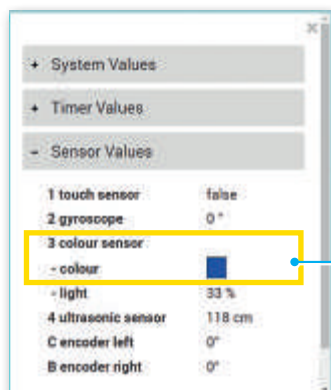 ×
+ System Values
+ Timer Values
- Sensor Values
1 touch sensor false
2 gyroscope 0 °
3 colour sensor
- colour
- light 33 %
4 ultrasonic sensor 118 cm
C encoder left 0°
B encoder right 0°